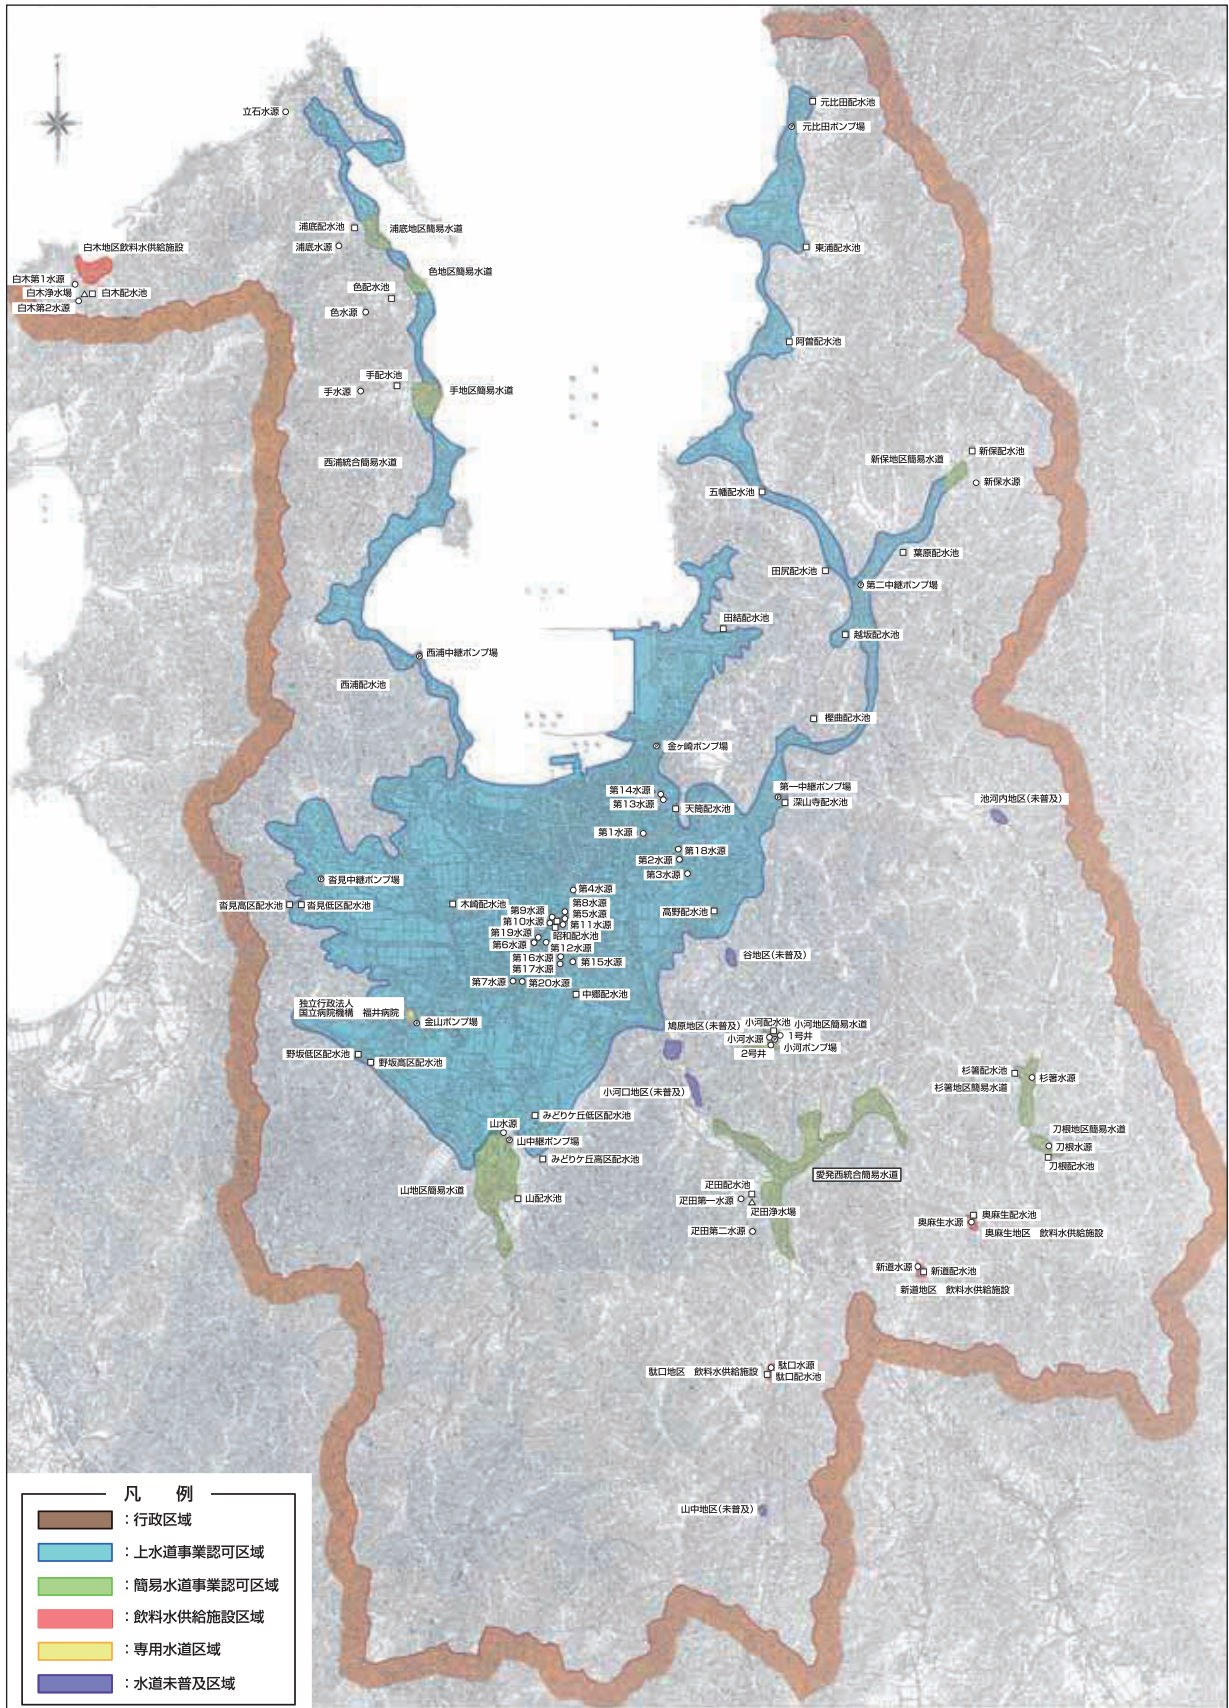 N
立石水源
元比田配水池
元比田ポンプ場
浦底配水池
浦底地区簡易水道
浦底水源
東浦配水池
白木地区飲料水供給施設
白木第1水源
白木浄水場
白木配水池
白木第2水源
色地区簡易水道
色配水池
色水源
阿曽配水池
手配水池
手水源
手地区簡易水道
西浦統合簡易水道
新保配水池
新保地区簡易水道
新保水源
五幡配水池
葉原配水池
田尻配水池
第二中継ポンプ場
田結配水池
越坂配水池
西浦中継ポンプ場
西浦配水池
樫曲配水池
金ヶ崎ポンプ場
第一中継ポンプ場
深山寺配水池
第14水源
第13水源
天筒配水池
池河内地区(未普及)
第1水源
第18水源
第2水源
第3水源
沓見中継ポンプ場
沓見高区配水池
沓見低区配水池
木崎配水池
第4水源
第8水源
第9水源
第5水源
第10水源
第11水源
高野配水池
第19水源
昭和配水池
第6水源
第12水源
第16水源
第15水源
第17水源
谷地区(未普及)
第7水源
第20水源
中郷配水池
独立行政法人
国立病院機構 福井病院
金山ポンプ場
鳩原地区(未普及)
小河配水池
小河地区簡易水道
小河水源
1号井
2号井
小河ポンプ場
野坂低区配水池
野坂高区配水池
杉箸配水池
杉箸水源
杉箸地区簡易水道
小河口地区(未普及)
みどりケ丘低区配水池
山水源
山中継ポンプ場
みどりケ丘高区配水池
刀根地区簡易水道
刀根水源
刀根配水池
愛発西統合簡易水道
山地区簡易水道
山配水池
疋田配水池
疋田第一水源
疋田浄水場
疋田第二水源
奥麻生配水池
奥麻生水源
奥麻生地区 飲料水供給施設
新道水源
新道配水池
新道地区 飲料水供給施設
駄口水源
駄口地区 飲料水供給施設
駄口配水池
山中地区(未普及)
凡 例
:行政区域
:上水道事業認可区域
:簡易水道事業認可区域
:飲料水供給施設区域
:専用水道区域
:水道未普及区域